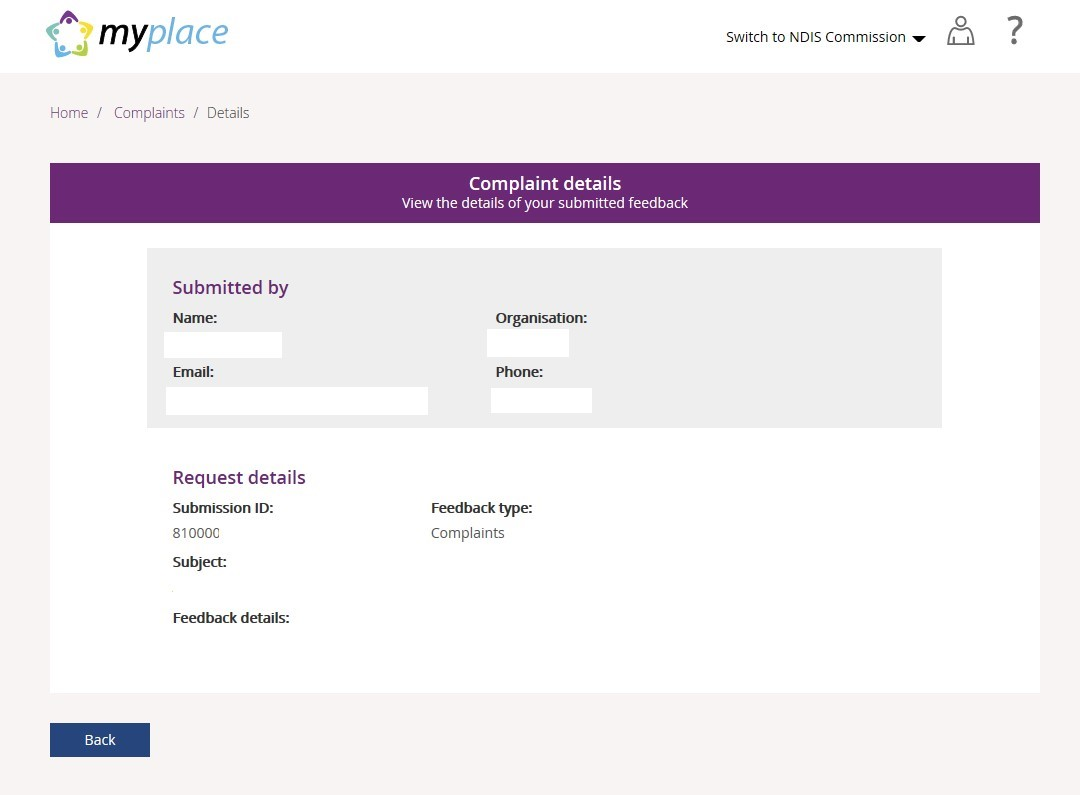 myplace
Switch to NDIS Commission
?
Home / Complaints / Details
Complaint details
View the details of your submitted feedback
Submitted by
Name: Organisation:
Email: Phone:
Request details
Submission ID: Feedback type:
810000 Complaints
Subject:
Feedback details:
Back